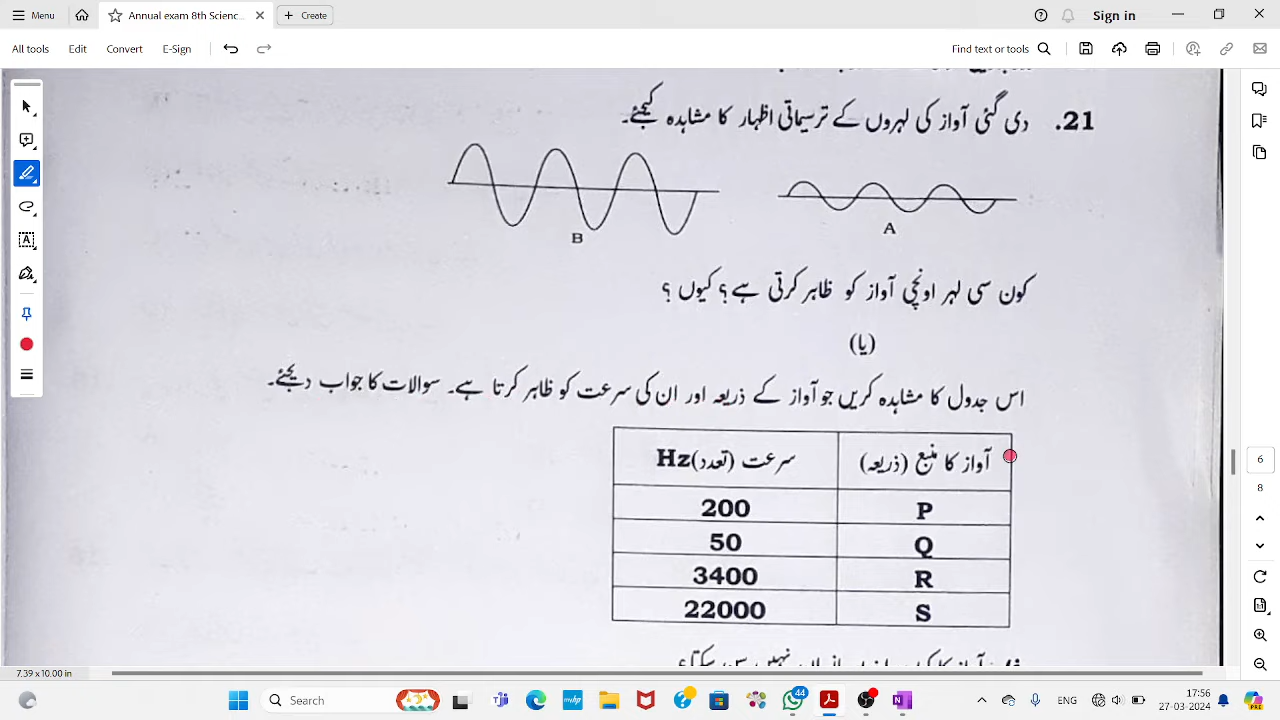 Menu
Annual exam 8th Scienc...
Create
Sign in
All tools
Edit
Convert
E-Sign
Find text or tools
21. دی گئی آواز کی لہروں کے ترسیماتی اظہار کا مشاہدہ کیجئے۔
B
A
کون سی لہر اونچی آواز کو ظاہر کرتی ہے؟ کیوں ؟
(یا)
اس جدول کا مشاہدہ کریں جو آواز کے ذریعہ اور ان کی سرعت کو ظاہر کرتا ہے۔ سوالات کا جواب دیجئے۔
آواز کا منبع (ذریعہ) سرعت (تعدد) Hz
P 200
Q 50
R 3400
S 22000
6
8
7.39 x 10.00 in
Search
44
ENG
17:56
27-03-2024